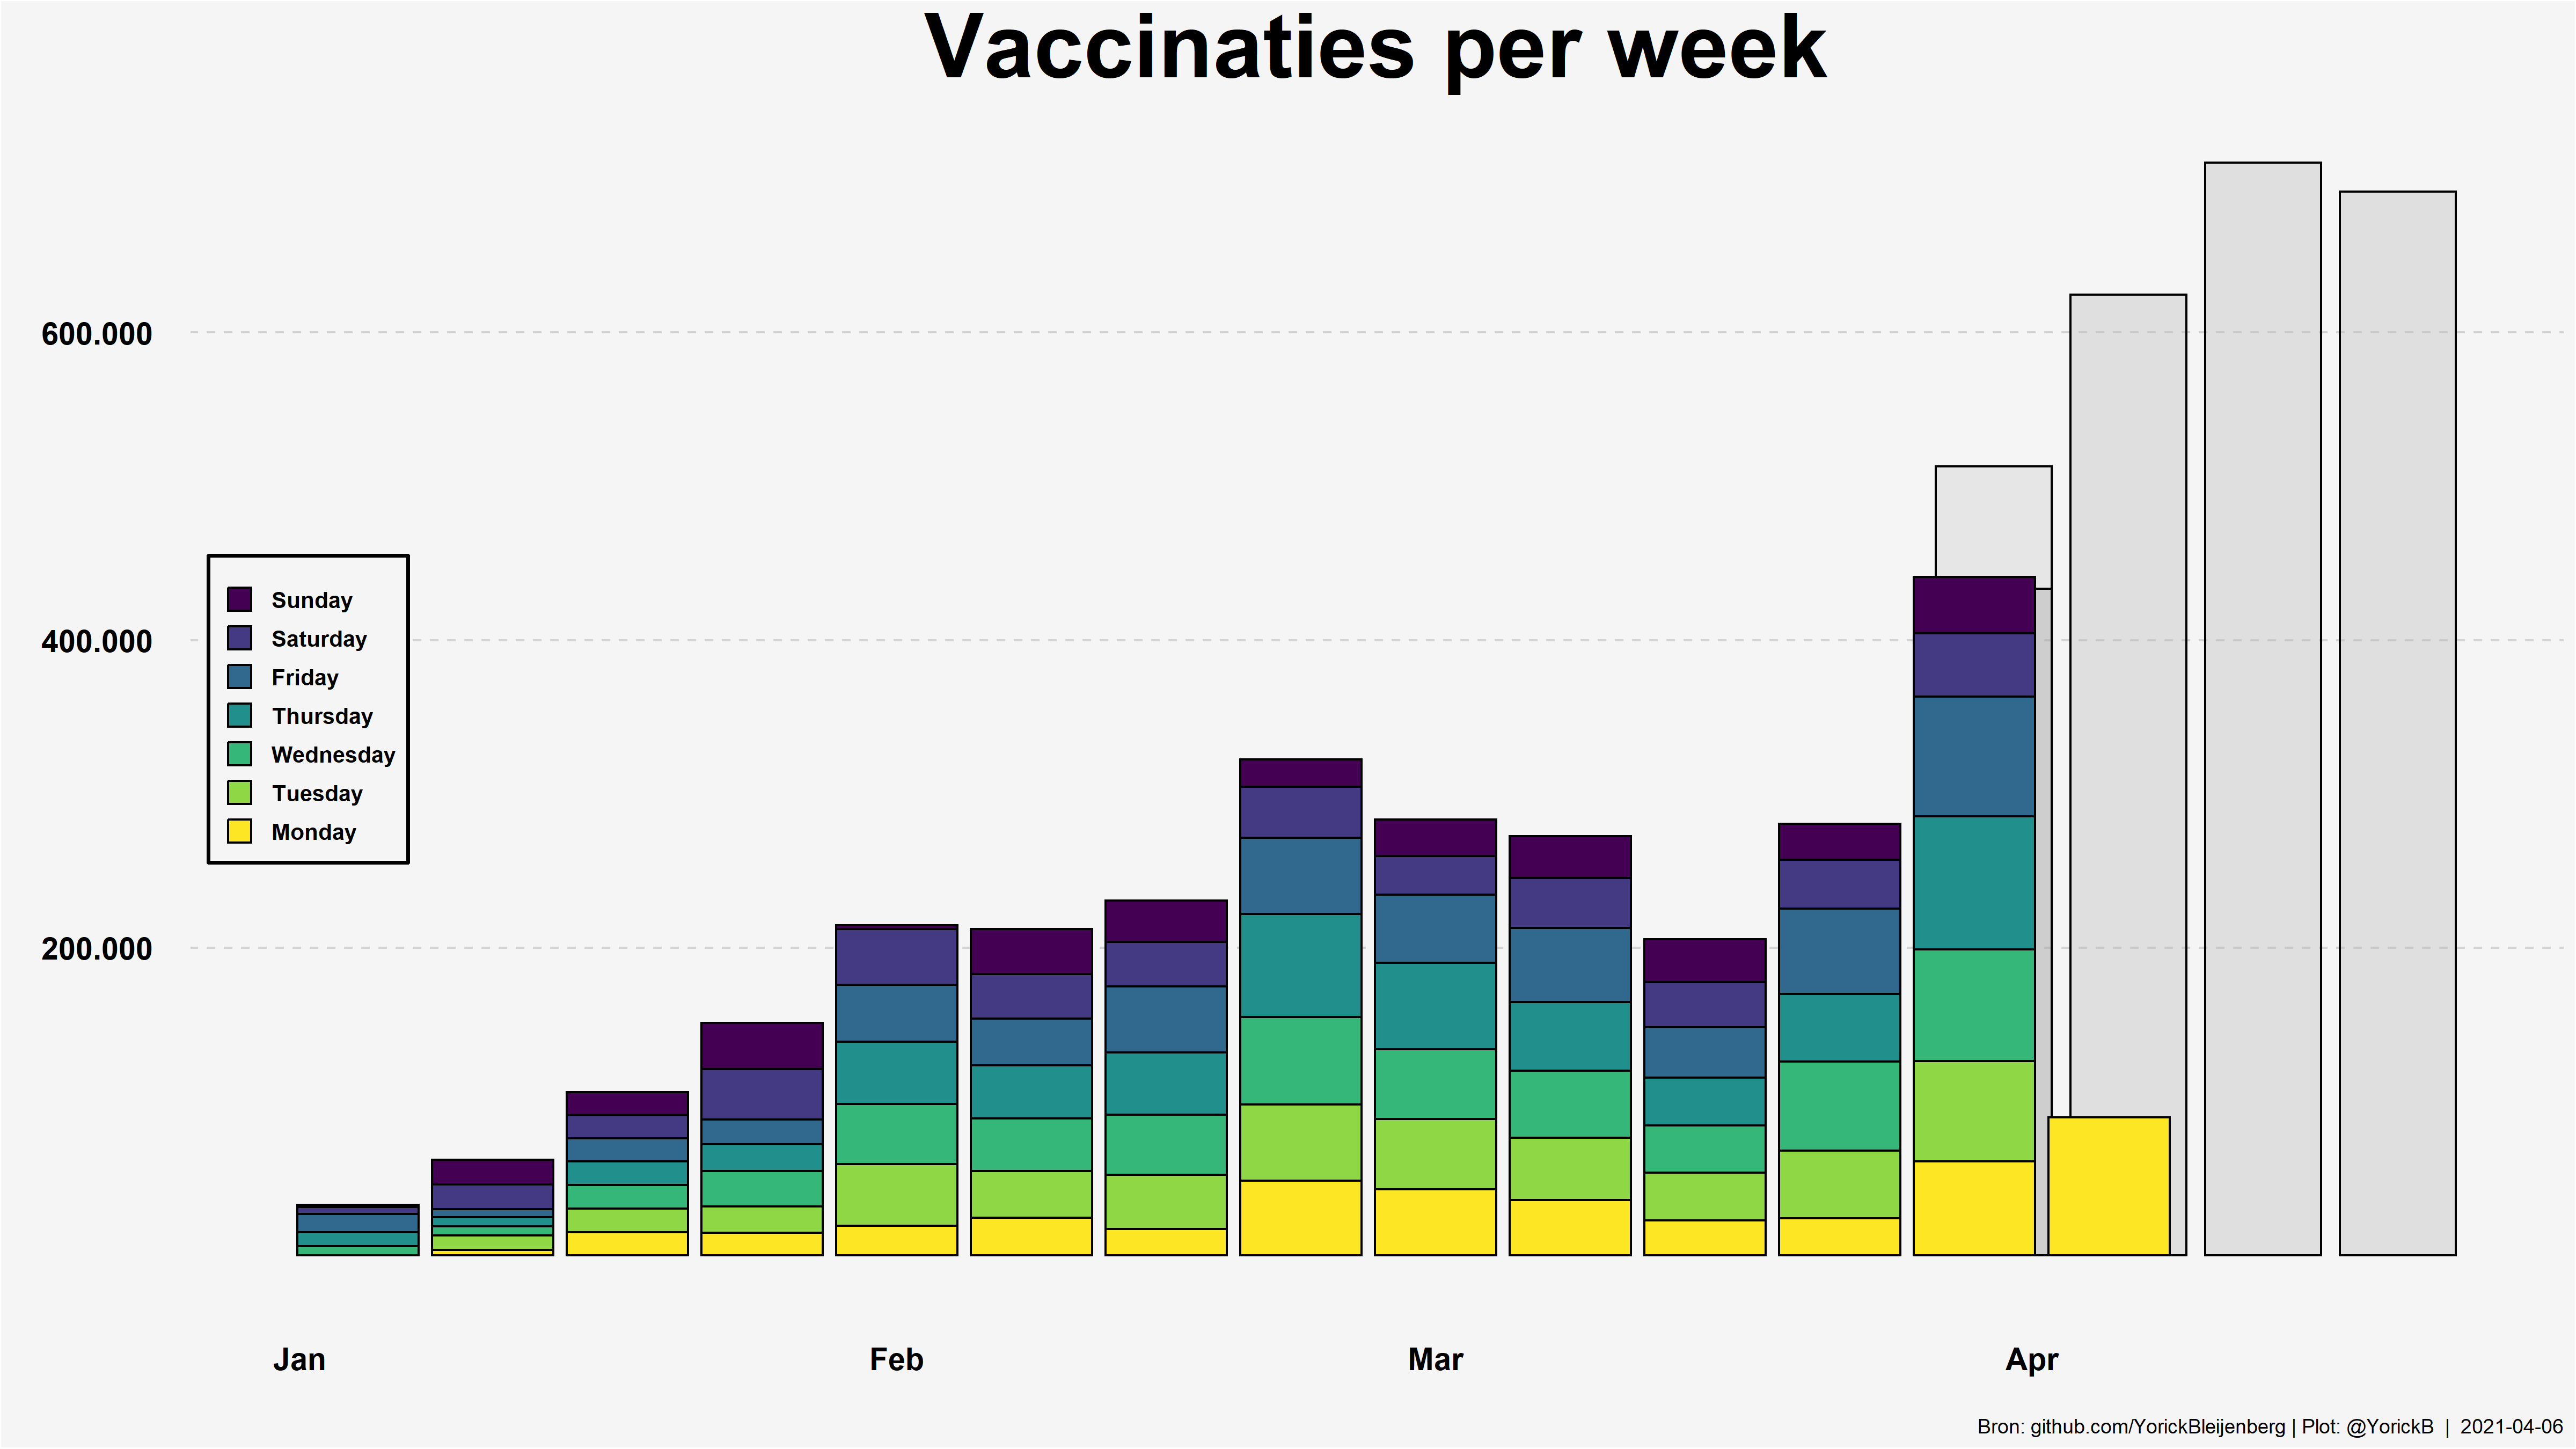 Vaccinaties per week
600.000
400.000
200.000
Sunday
Saturday
Friday
Thursday
Wednesday
Tuesday
Monday
Jan Feb Mar Apr
Bron: github.com/YorickBleijenberg | Plot: @YorickB | 2021-04-06